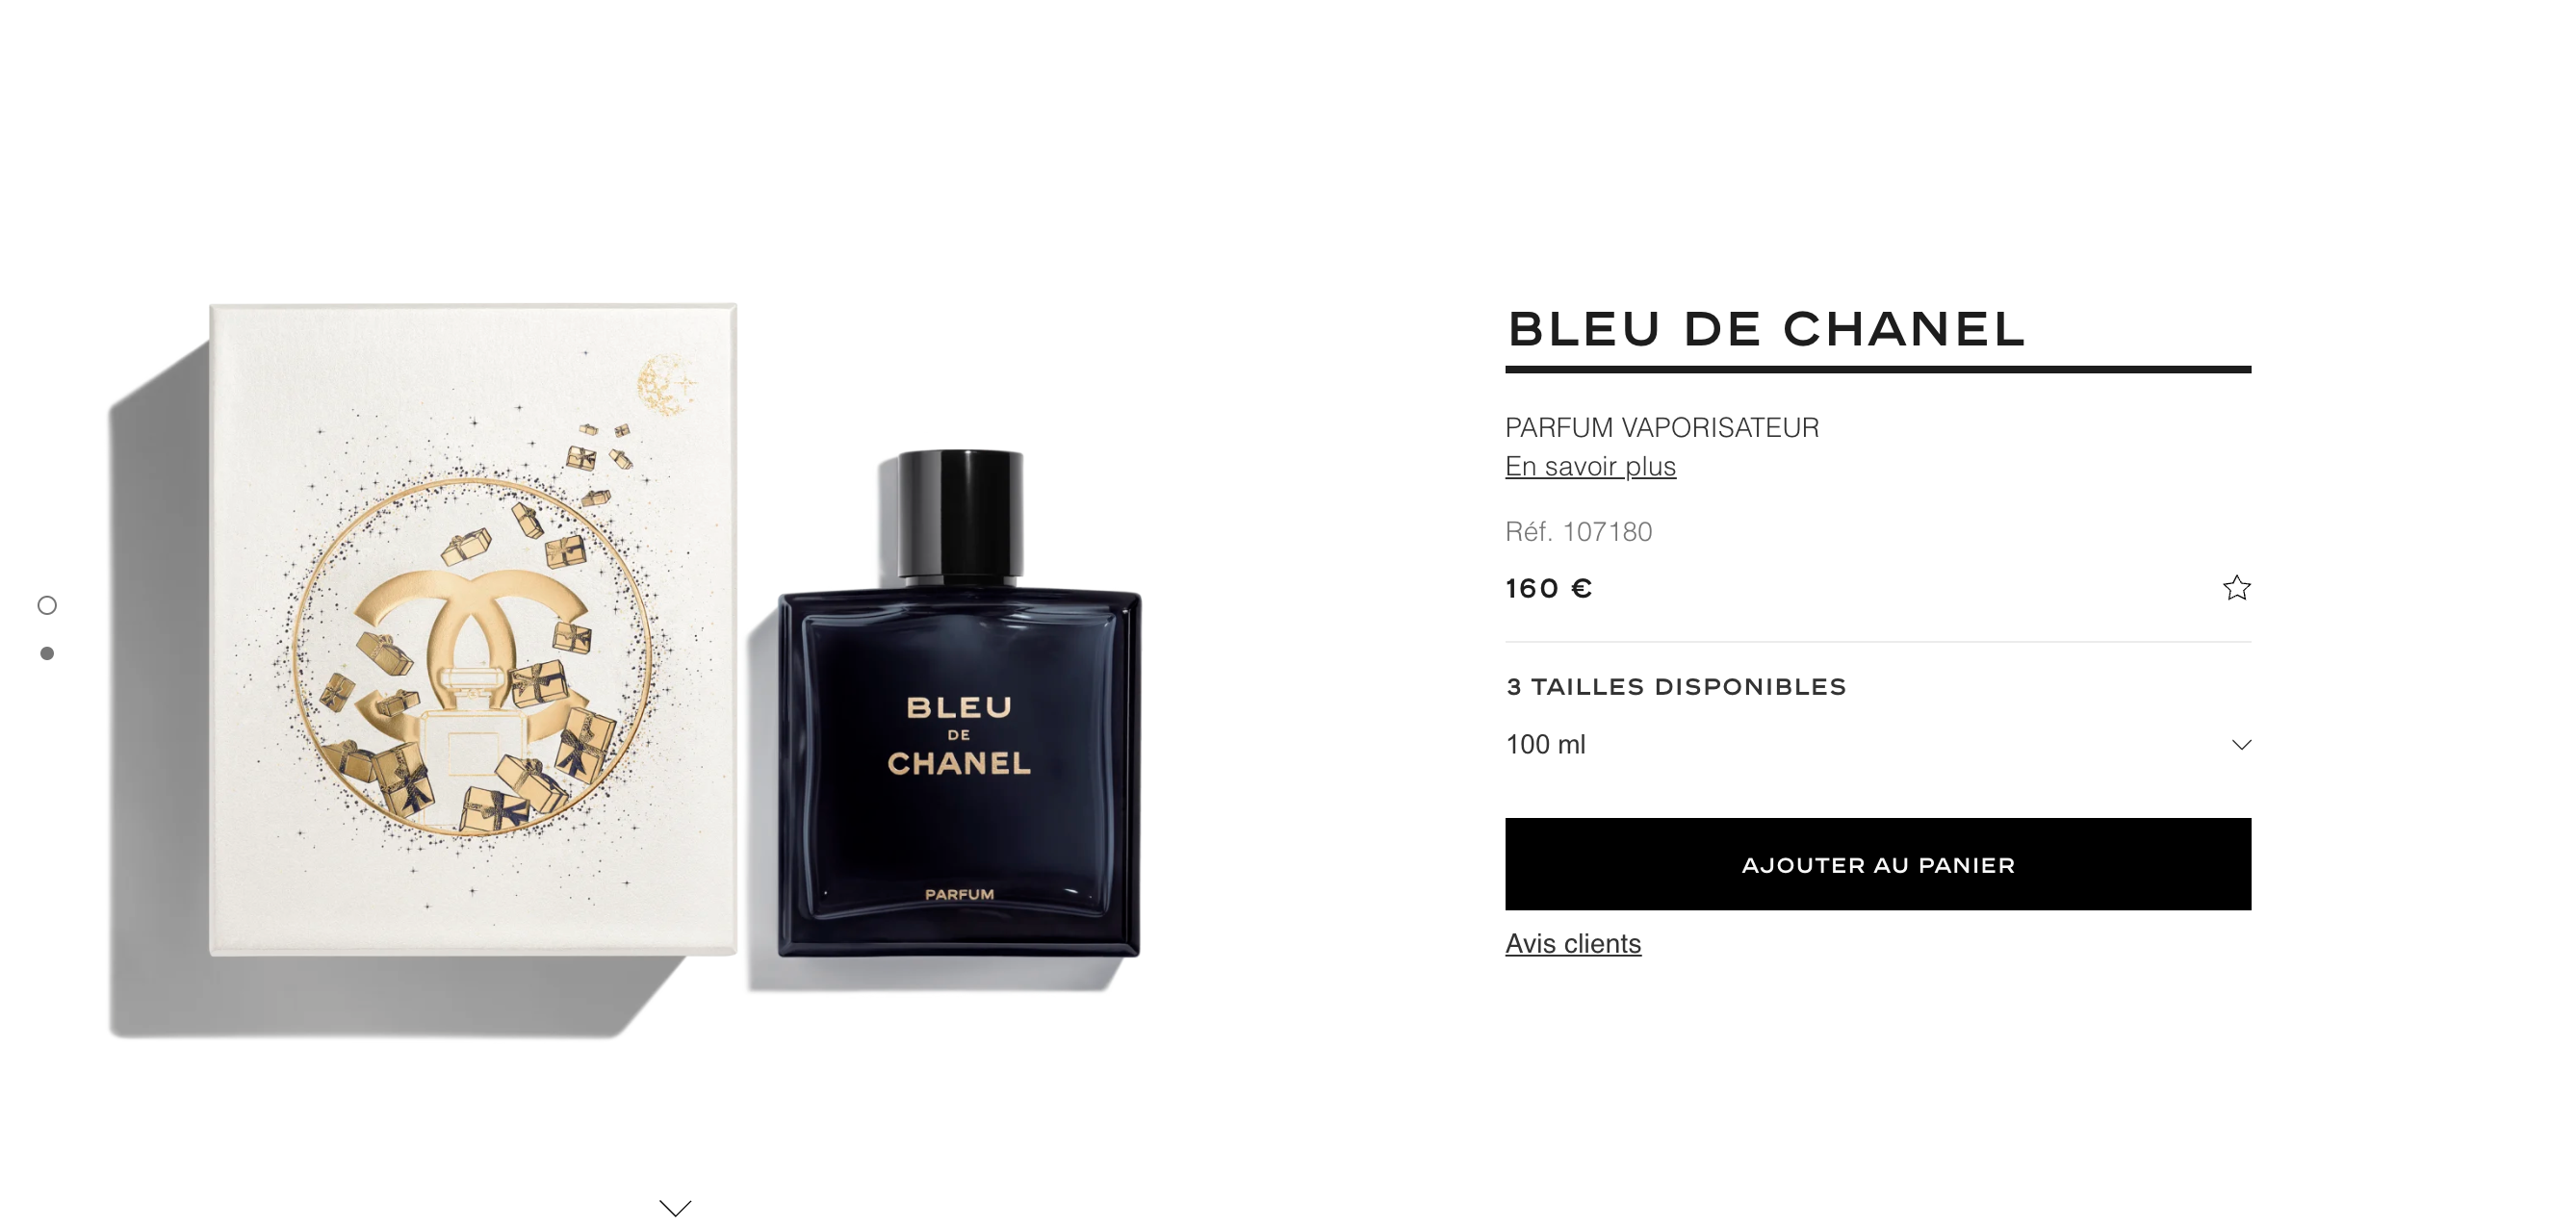 BLEU
DE
CHANEL
PARFUM
BLEU DE CHANEL
PARFUM VAPORISATEUR
En savoir plus
Réf. 107180
160 €
3 TAILLES DISPONIBLES
100 ml
AJOUTER AU PANIER
Avis clients